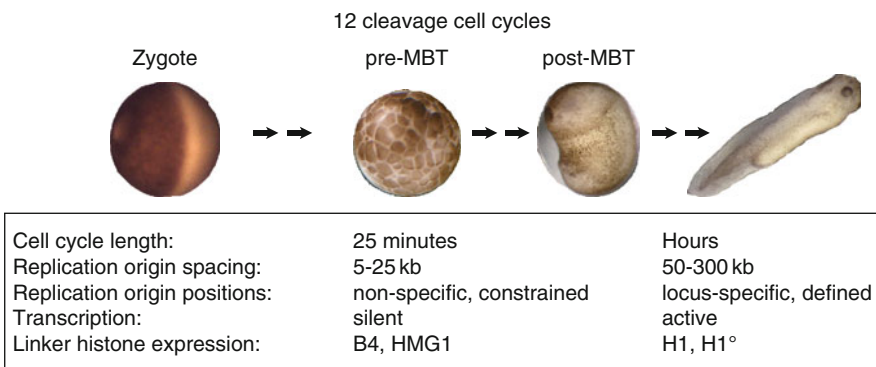 12 cleavage cell cycles
Zygote pre-MBT post-MBT
Cell cycle length: 25 minutes Hours
Replication origin spacing: 5-25 kb 50-300 kb
Replication origin positions: non-specific, constrained locus-specific, defined
Transcription: silent active
Linker histone expression: B4, HMG1 H1, H1°